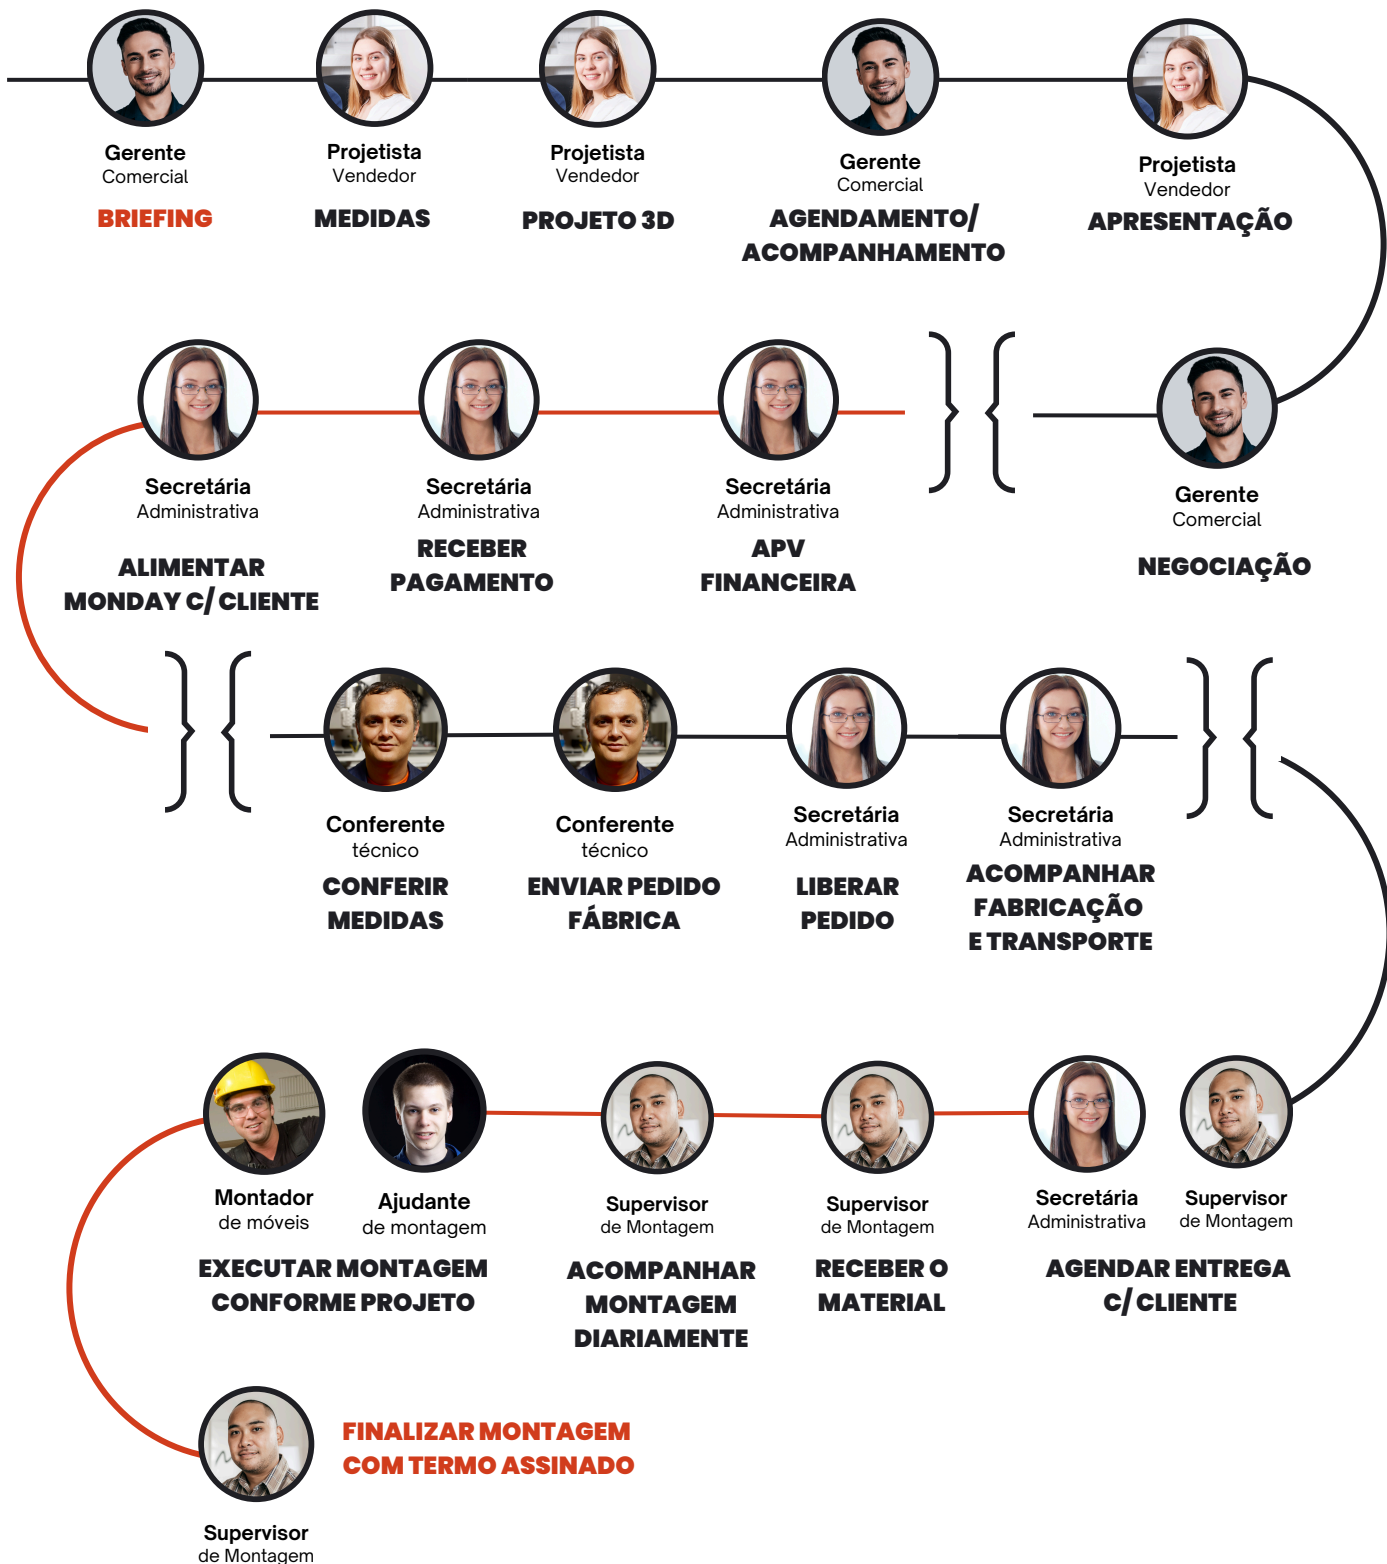 Gerente
Comercial
BRIEFING
Projetista
Vendedor
MEDIDAS
Projetista
Vendedor
PROJETO 3D
Gerente
Comercial
AGENDAMENTO/
ACOMPANHAMENTO
Projetista
Vendedor
APRESENTAÇÃO
Gerente
Comercial
NEGOCIAÇÃO
Secretária
Administrativa
APV
FINANCEIRA
Secretária
Administrativa
RECEBER
PAGAMENTO
Secretária
Administrativa
ALIMENTAR
MONDAY C/ CLIENTE
Conferente
técnico
CONFERIR
MEDIDAS
Conferente
técnico
ENVIAR PEDIDO
FÁBRICA
Secretária
Administrativa
LIBERAR
PEDIDO
Secretária
Administrativa
ACOMPANHAR
FABRICAÇÃO
E TRANSPORTE
Supervisor
de Montagem
Secretária
Administrativa
AGENDAR ENTREGA
C/ CLIENTE
Supervisor
de Montagem
RECEBER O
MATERIAL
Supervisor
de Montagem
ACOMPANHAR
MONTAGEM
DIARIAMENTE
Ajudante
de montagem
Montador
de móveis
EXECUTAR MONTAGEM
CONFORME PROJETO
FINALIZAR MONTAGEM
COM TERMO ASSINADO
Supervisor
de Montagem